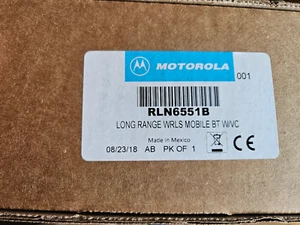 MOTOROLA
001
RLN6551B
LONG RANGE WRLS MOBILE BT W/VC
Made in Mexico
08/23/18 AB PK OF 1
CE